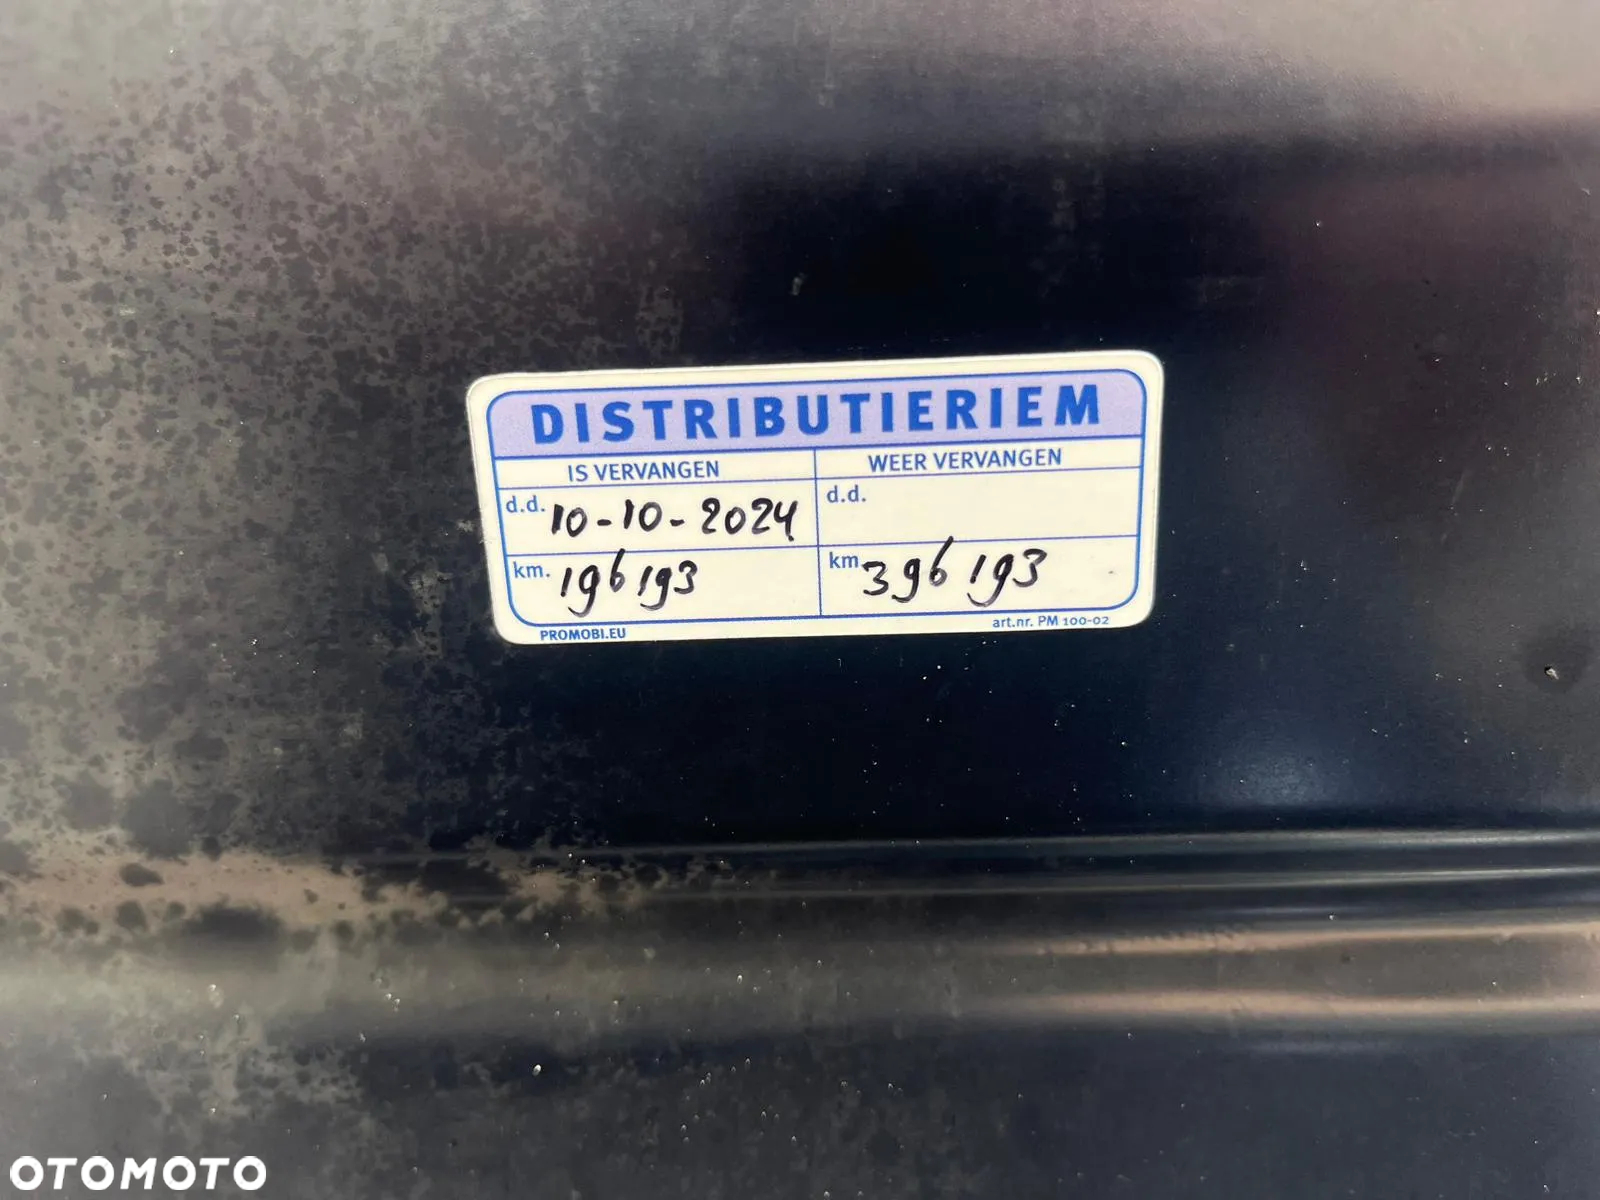 DISTRIBUTIERIEM
IS VERVANGEN
WEER VERVANGEN
d.d. 10-10-2024
d.d.
km. 196193
km 396193
PROMOBI.EU
art.nr. PM 100-02
OTOMOTO